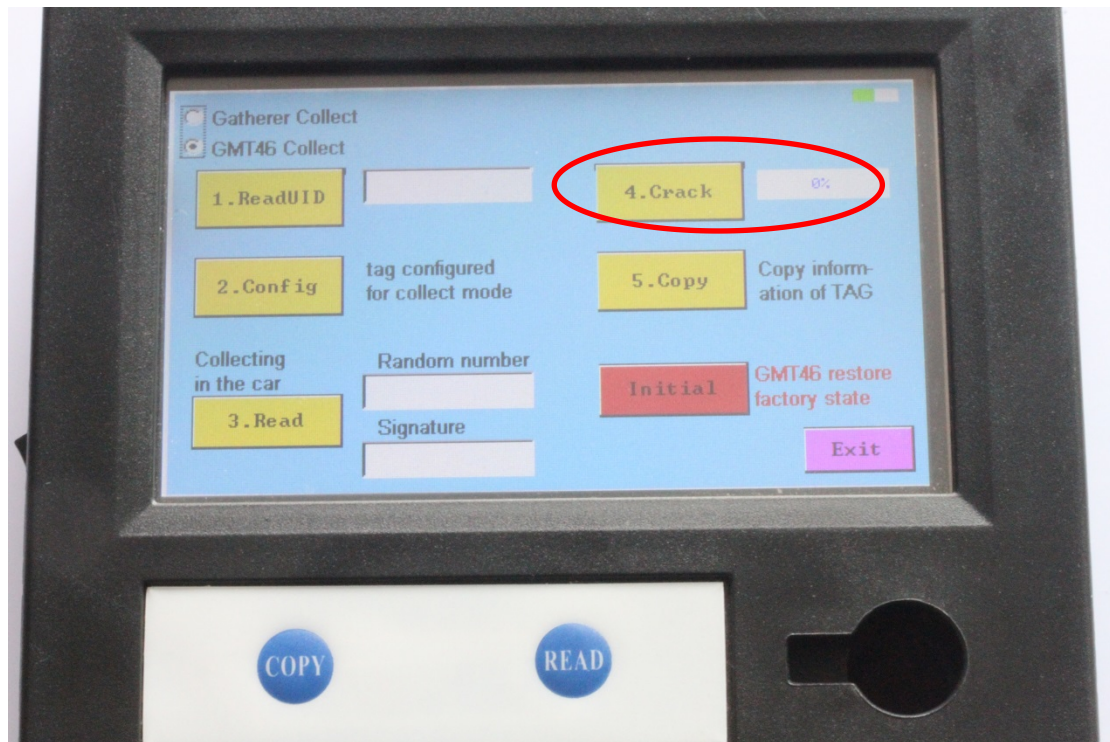 Gatherer Collect
GMT46 Collect
1.ReadUID
4.Crack
0%
2.Config
tag configured
for collect mode
5.Copy
Copy inform-
ation of TAG
Collecting
in the car
3.Read
Random number
Signature
Initial
GMT46 restore
factory state
Exit
COPY
READ